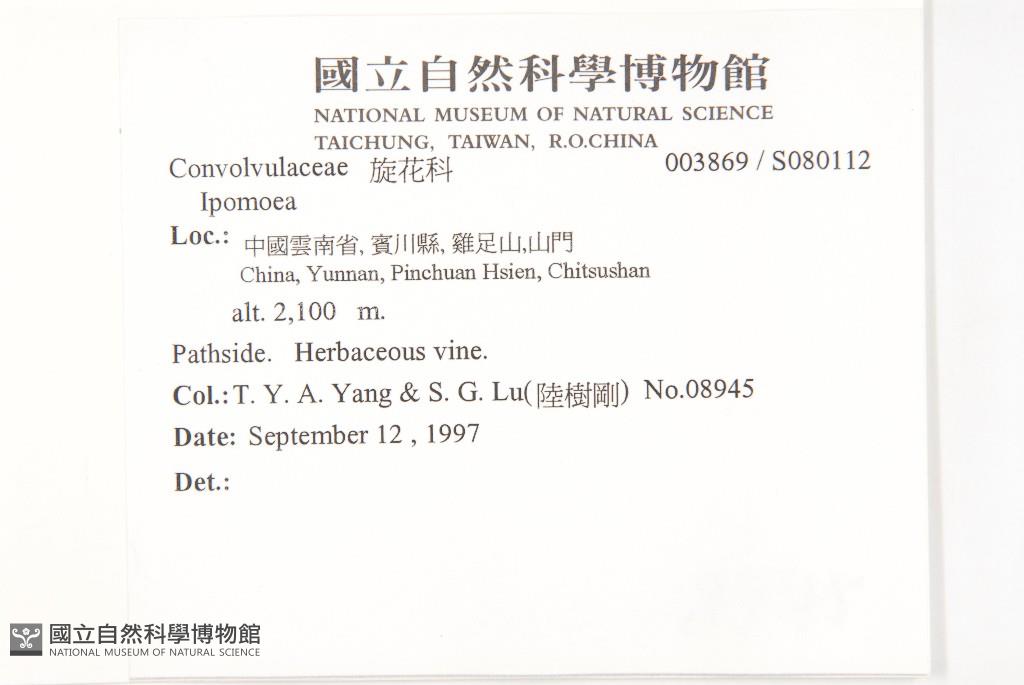 國立自然科學博物館
NATIONAL MUSEUM OF NATURAL SCIENCE
TAICHUNG, TAIWAN, R.O.CHINA
Convolvulaceae 旋花科 003869 / S080112
Ipomoea
Loc.: 中國雲南省, 賓川縣, 雞足山,山門
China, Yunnan, Pinchuan Hsien, Chitsushan
alt. 2,100 m.
Pathside. Herbaceous vine.
Col.: T. Y. A. Yang & S. G. Lu(陸樹剛) No.08945
Date: September 12 , 1997
Det.:
國立自然科學博物館
NATIONAL MUSEUM OF NATURAL SCIENCE